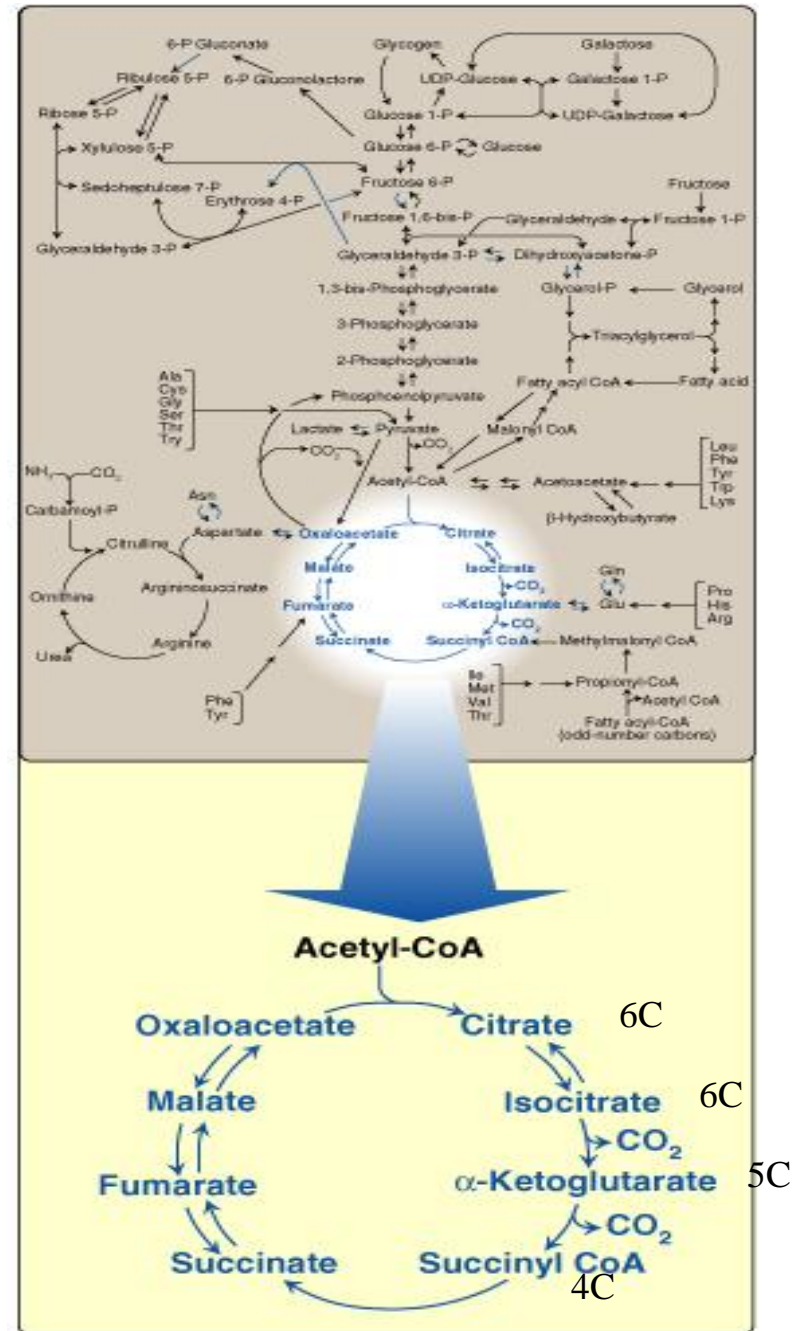 6-P Gluconate
Glycogen
Galactose
Ribulose 5-P
6-P Gluconolactone
UDP-Glucose
Galactose 1-P
Ribose 5-P
Glucose 1-P
UDP-Galactose
Xylulose 5-P
Glucose 6-P
Glucose
Sedoheptulose 7-P
Fructose 6-P
Fructose
Erythrose 4-P
Fructose 1,6-bis-P
Glyceraldehyde
Fructose 1-P
Glyceraldehyde 3-P
Glyceraldehyde 3-P
Dihydroxyacetone-P
1,3-bis-Phosphoglycerate
Glycerol-P
Glycerol
3-Phosphoglycerate
Triacylglycerol
2-Phosphoglycerate
Fatty acyl CoA
Fatty acid
Phosphoenolpyruvate
Ala
Cys
Gly
Ser
Thr
Try
Lactate
Pyruvate
Malonyl CoA
CO2
CO2
Acetyl-CoA
Acetoacetate
Leu
Phe
Tyr
Trp
Lys
β-Hydroxybutyrate
NH3
CO2
Carbamoyl-P
Asn
Aspartate
Oxaloacetate
Citrate
Citrulline
Malate
Isocitrate
CO2
Gln
Ornithine
Argininosuccinate
Fumarate
α-Ketoglutarate
Glu
Pro
His
Arg
CO2
Succinate
Succinyl CoA
Methylmalonyl CoA
Arginine
Urea
Phe
Tyr
Ile
Met
Val
Thr
Propionyl-CoA
Acetyl CoA
Fatty acyl-CoA
(odd-number carbons)
Acetyl-CoA
Oxaloacetate
Citrate
6C
Malate
Isocitrate
6C
CO2
Fumarate
α-Ketoglutarate
5C
CO2
Succinate
Succinyl CoA
4C